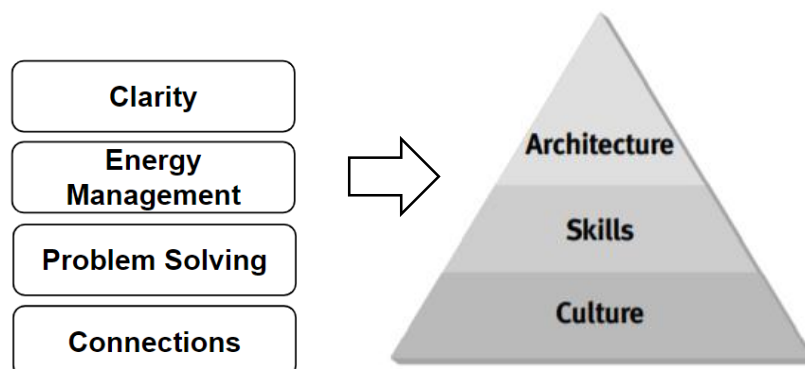 Clarity
Energy
Management
Problem Solving
Connections
Architecture
Skills
Culture